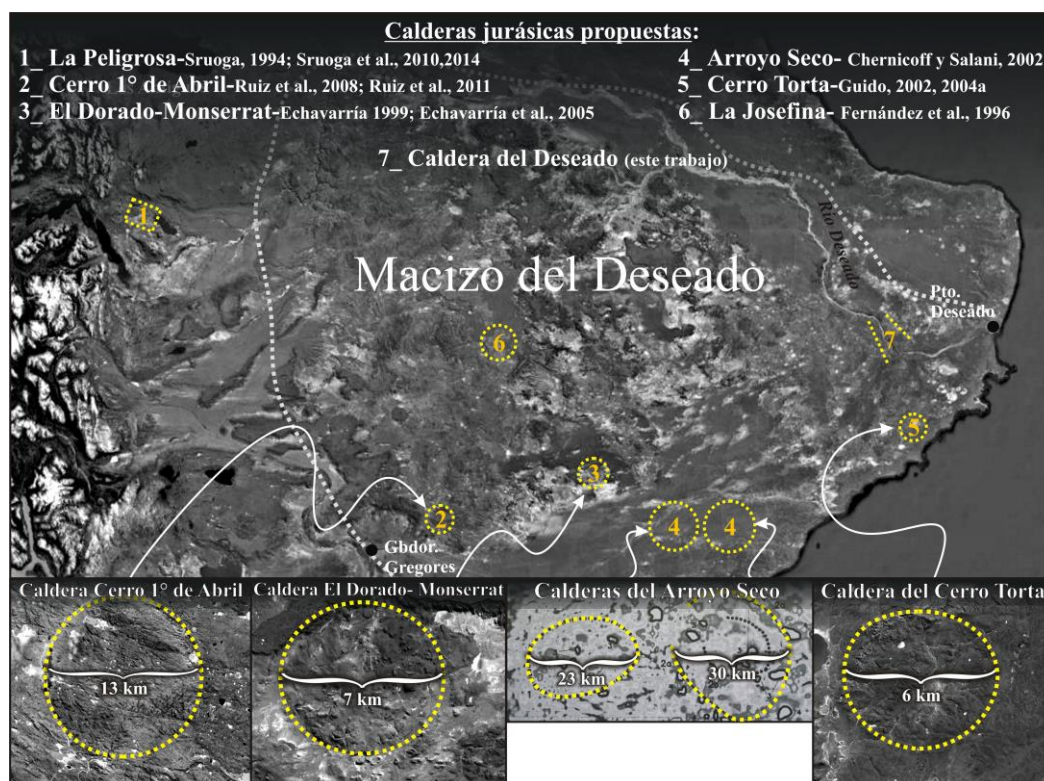 Calderas jurásicas propuestas:
1_ La Peligrosa-Sruoga, 1994; Sruoga et al., 2010,2014
2_ Cerro 1° de Abril-Ruiz et al., 2008; Ruiz et al., 2011
3_ El Dorado-Monserrat-Echavarría 1999; Echavarría et al., 2005
4_ Arroyo Seco- Chernicoff y Salani, 2002
5_ Cerro Torta-Guido, 2002, 2004a
6_ La Josefina- Fernández et al., 1996
7_ Caldera del Deseado (este trabajo)
1
Río Deseado
Macizo del Deseado
Pto.
Deseado
6
7
5
3
2
4
4
Gbdor.
Gregores
Caldera Cerro 1° de Abril
13 km
Caldera El Dorado- Monserrat
7 km
Calderas del Arroyo Seco
23 km
30 km
Caldera del Cerro Torta
6 km